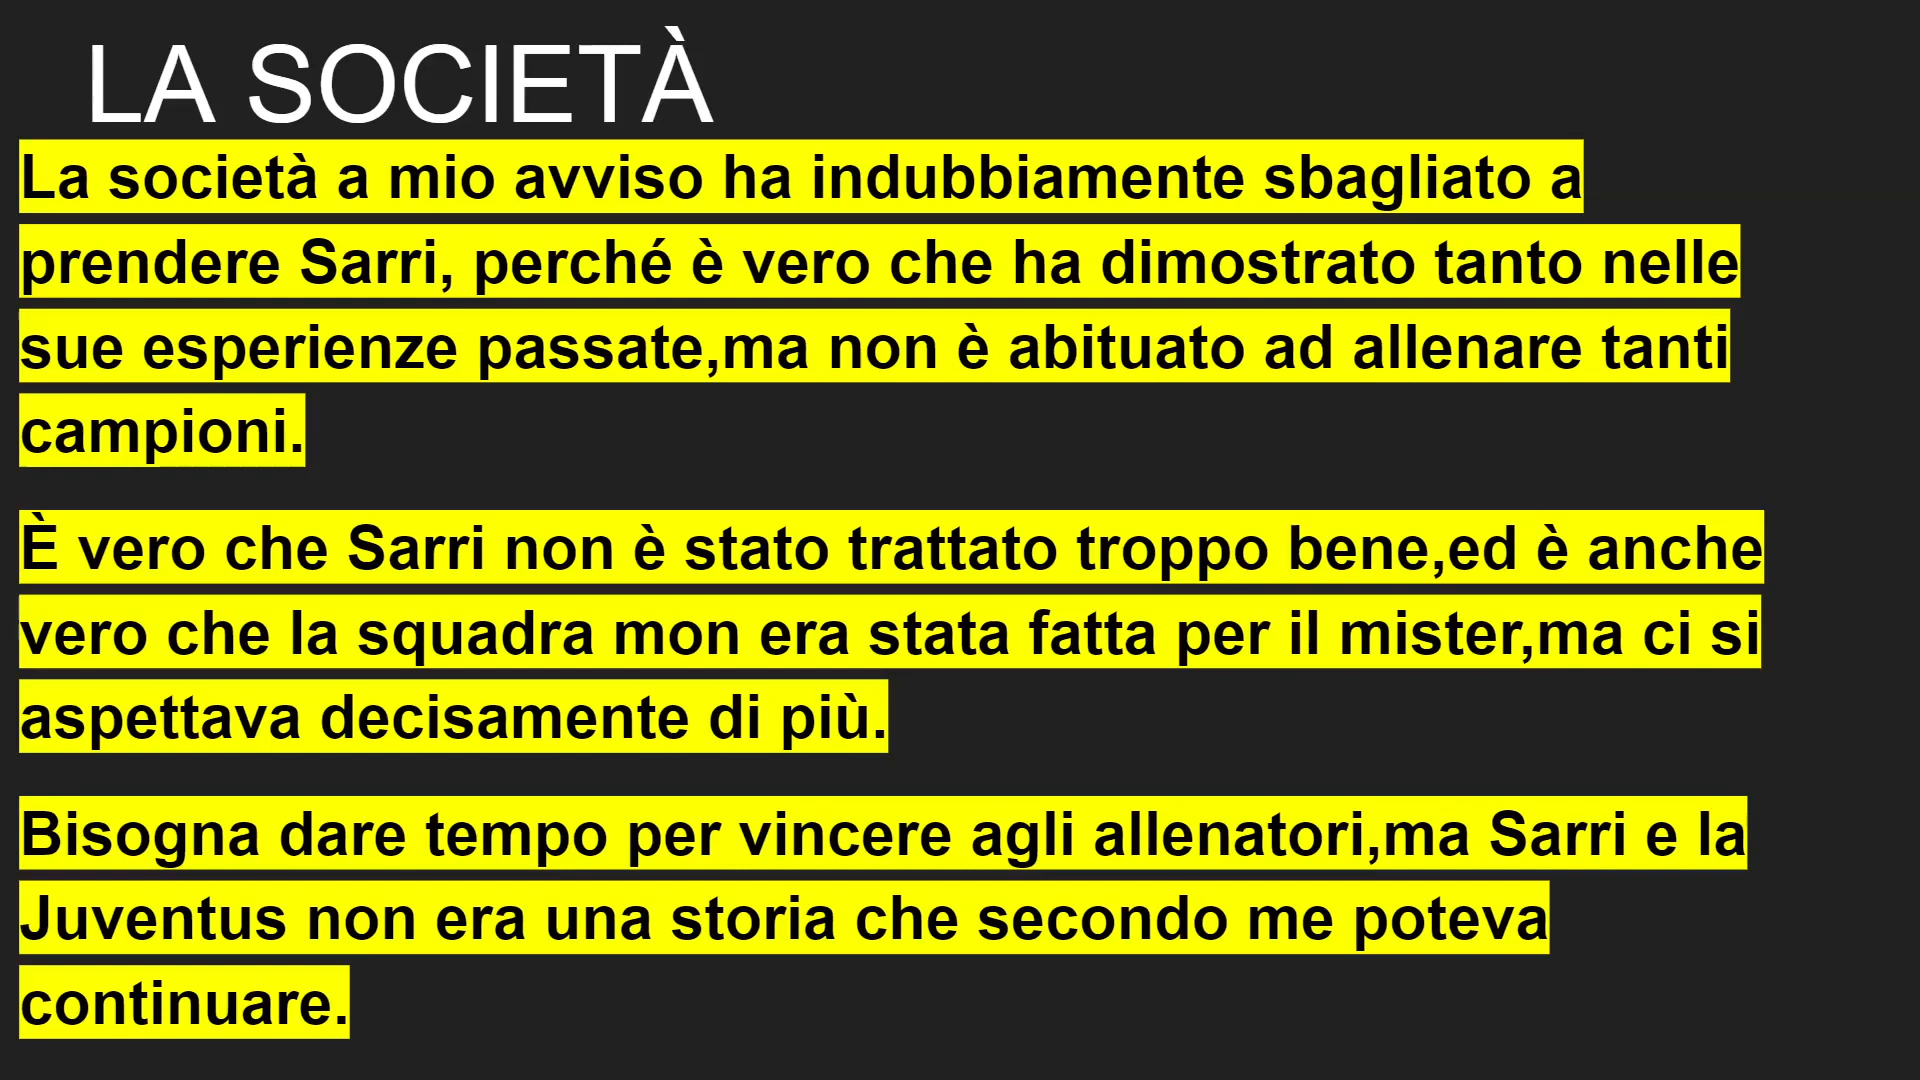 LA SOCIETÀ
La società a mio avviso ha indubbiamente sbagliato a
prendere Sarri, perché è vero che ha dimostrato tanto nelle
sue esperienze passate,ma non è abituato ad allenare tanti
campioni.
È vero che Sarri non è stato trattato troppo bene,ed è anche
vero che la squadra mon era stata fatta per il mister,ma ci si
aspettava decisamente di più.
Bisogna dare tempo per vincere agli allenatori,ma Sarri e la
Juventus non era una storia che secondo me poteva
continuare.